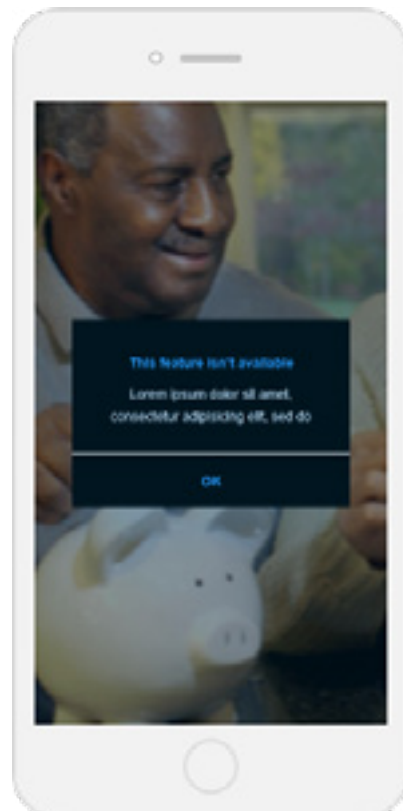 This feature isn't available
Lorem ipsum dolor sit amet,
consectetur adipisicing elit, sed do
OK